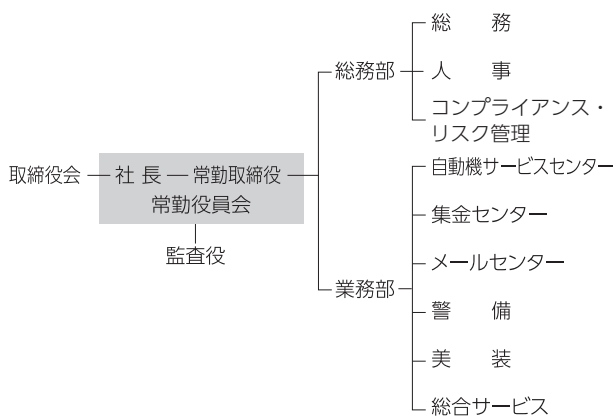 取締役会
社 長
常勤取締役
常勤役員会
監査役
総務部
総 務
人 事
コンプライアンス・
リスク管理
業務部
自動機サービスセンター
集金センター
メールセンター
警 備
美 装
総合サービス